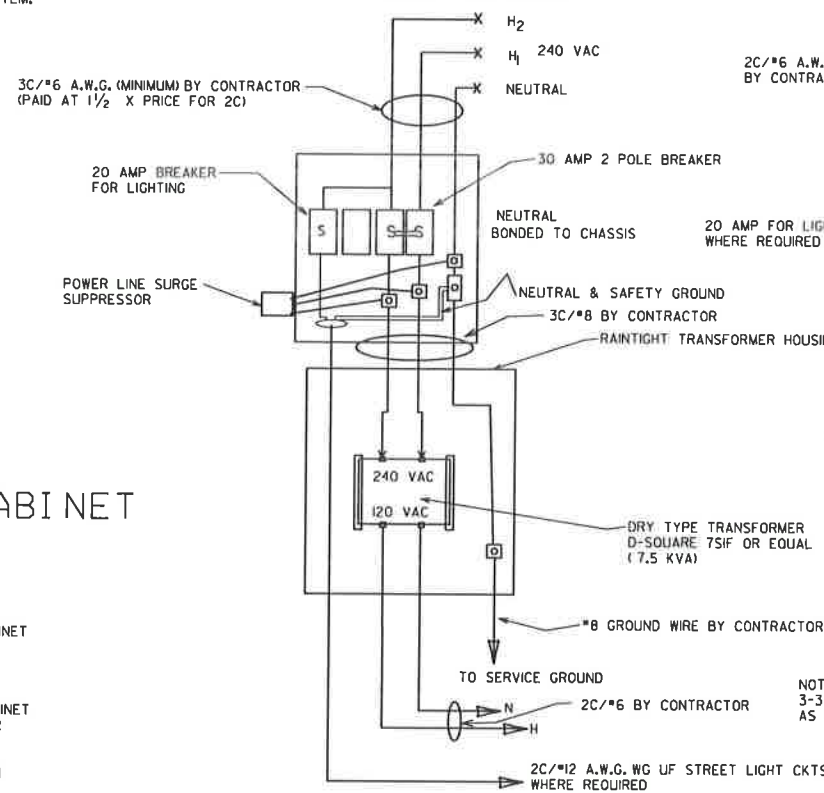 TEM.
H2
H1 240 VAC
NEUTRAL
2C/#6 A.W.
BY CONTRA
3C/#6 A.W.G. (MINIMUM) BY CONTRACTOR
(PAID AT 1 1/2 X PRICE FOR 2C)
20 AMP BREAKER
FOR LIGHTING
30 AMP 2 POLE BREAKER
S
S S
NEUTRAL
BONDED TO CHASSIS
20 AMP FOR LIG
WHERE REQUIRED
POWER LINE SURGE
SUPPRESSOR
NEUTRAL & SAFETY GROUND
3C/#8 BY CONTRACTOR
RAINTIGHT TRANSFORMER HOUSI
240 VAC
120 VAC
ABINET
DRY TYPE TRANSFORMER
D-SQUARE 7SIF OR EQUAL
(7.5 KVA)
INET
#8 GROUND WIRE BY CONTRACTOR
TO SERVICE GROUND
N
2C/#6 BY CONTRACTOR
H
NOT
3-3
AS
INET
2C/#12 A.W.G. WG UF STREET LIGHT CKTS
WHERE REQUIRED